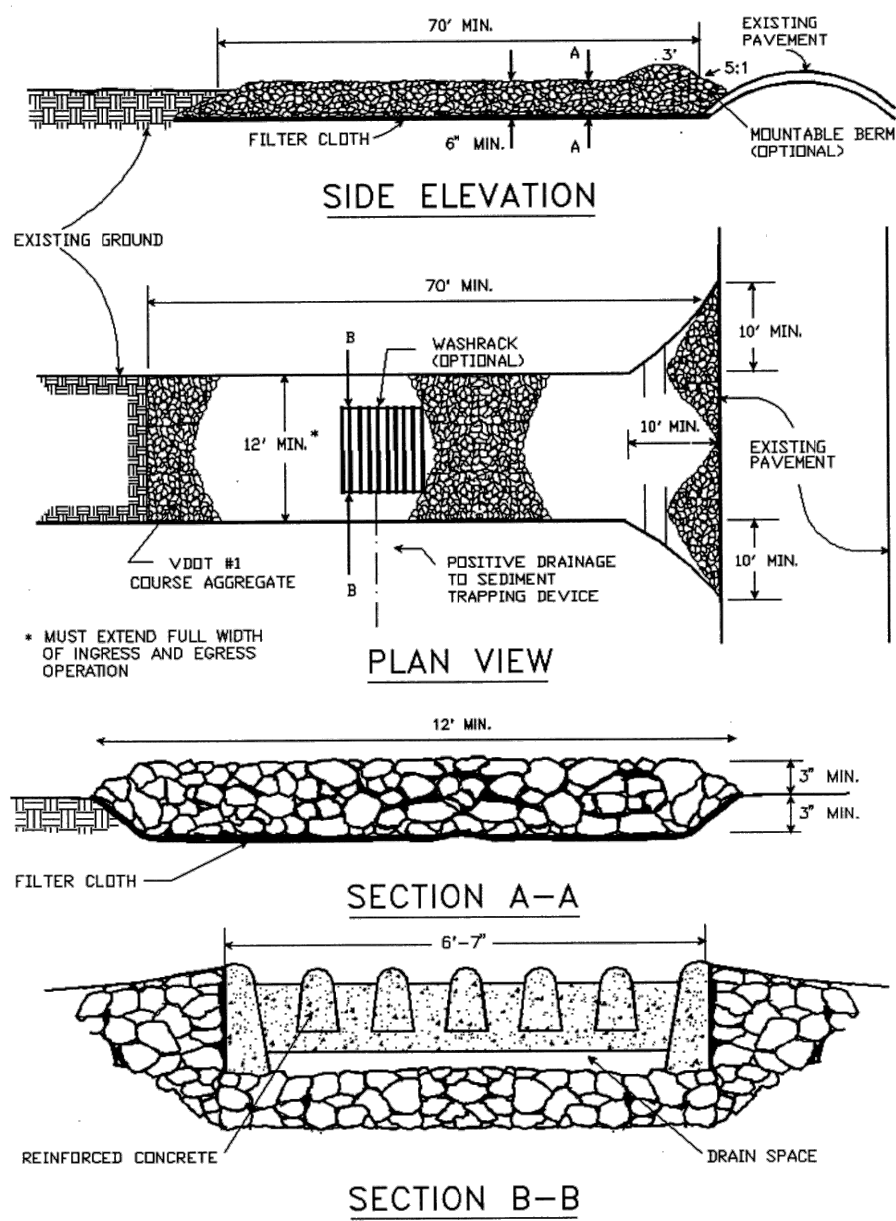 70' MIN.
EXISTING
PAVEMENT
A
3'
5:1
FILTER CLOTH
6" MIN.
A
MOUNTABLE BERM
(OPTIONAL)
SIDE ELEVATION
EXISTING GROUND
70' MIN.
B
WASHRACK
(OPTIONAL)
10' MIN.
12' MIN.*
10' MIN.
EXISTING
PAVEMENT
VDOT #1
COURSE AGGREGATE
B
POSITIVE DRAINAGE
TO SEDIMENT
TRAPPING DEVICE
10' MIN.
* MUST EXTEND FULL WIDTH
OF INGRESS AND EGRESS
OPERATION
PLAN VIEW
12' MIN.
3" MIN.
3" MIN.
FILTER CLOTH
SECTION A-A
6'-7"
REINFORCED CONCRETE
DRAIN SPACE
SECTION B-B